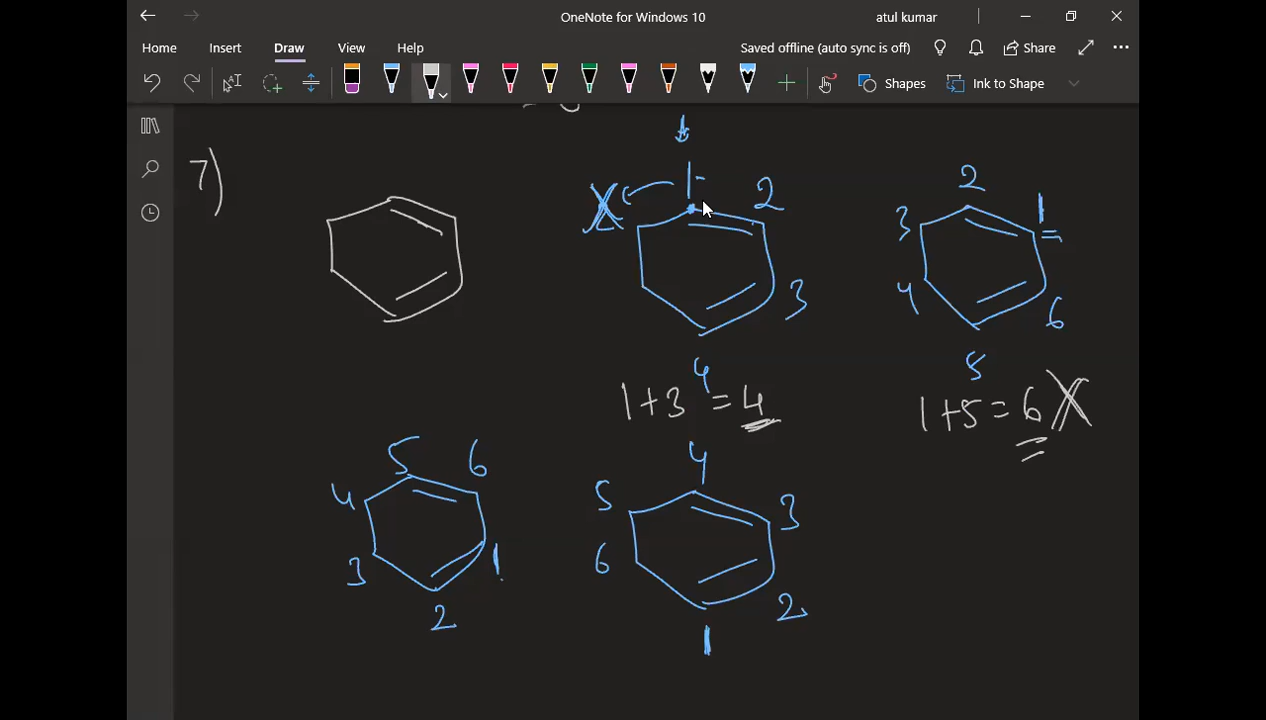 OneNote for Windows 10
atul kumar
Home Insert Draw View Help
Saved offline (auto sync is off)
Share
Shapes
Ink to Shape
7)
1 2 3 4
2 1 3 4 5 6
1+3=4
1+5=6X
5 6 4 3 1 2
4 5 3 6 2 1